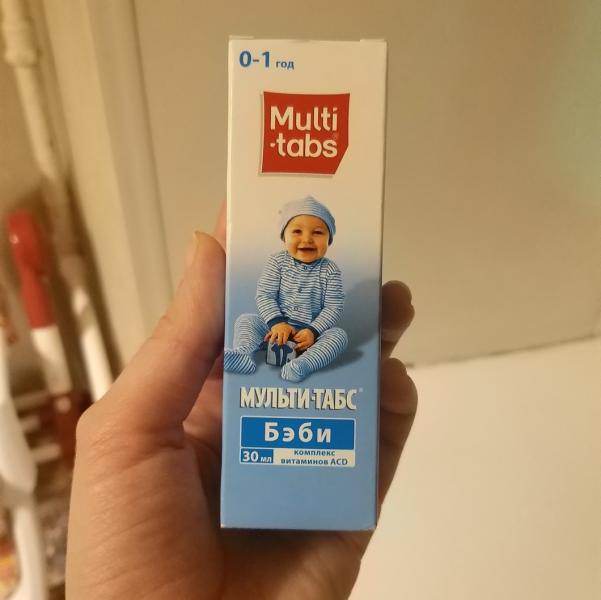 0-1 год
Multi
·tabs®
МУЛЬТИ·ТАБС®
Бэби
30 мл
комплекс
витаминов ACD